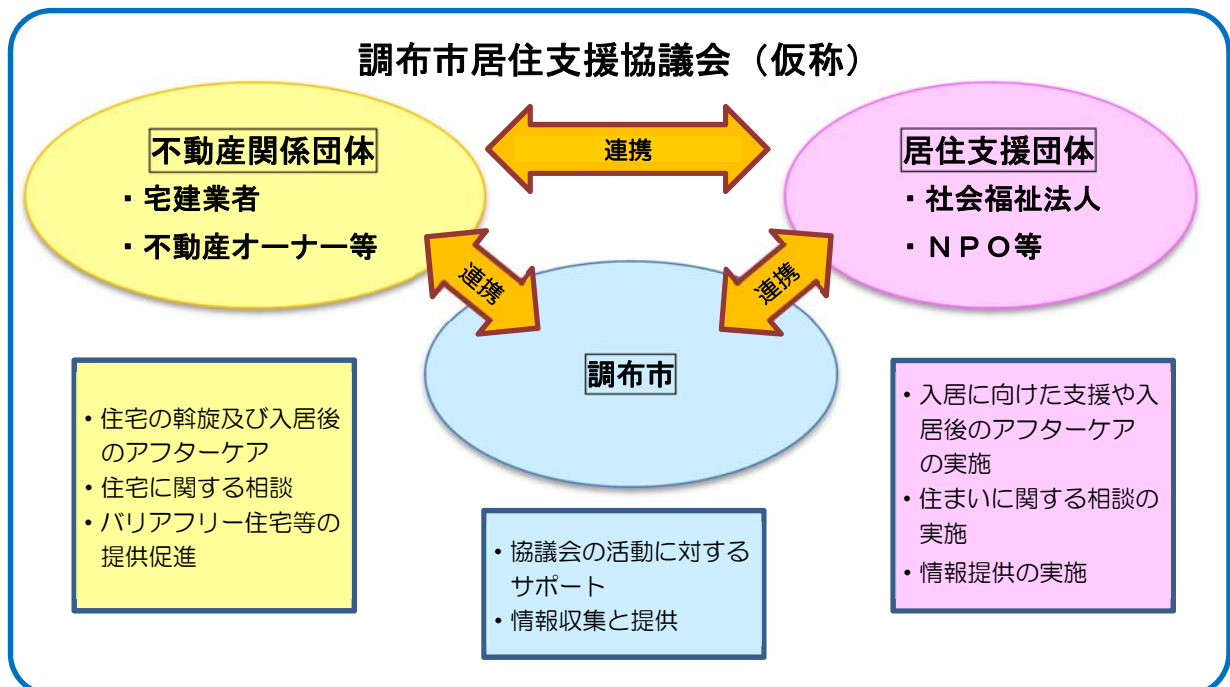 調布市居住支援協議会(仮称)
不動産関係団体
・宅建業者
・不動産オーナー等
連携
居住支援団体
・社会福祉法人
・NPO等
連携
連携
調布市
・住宅の斡旋及び入居後
のアフターケア
・住宅に関する相談
・バリアフリー住宅等の
提供促進
・協議会の活動に対する
サポート
・情報収集と提供
・入居に向けた支援や入
居後のアフターケア
の実施
・住まいに関する相談の
実施
・情報提供の実施